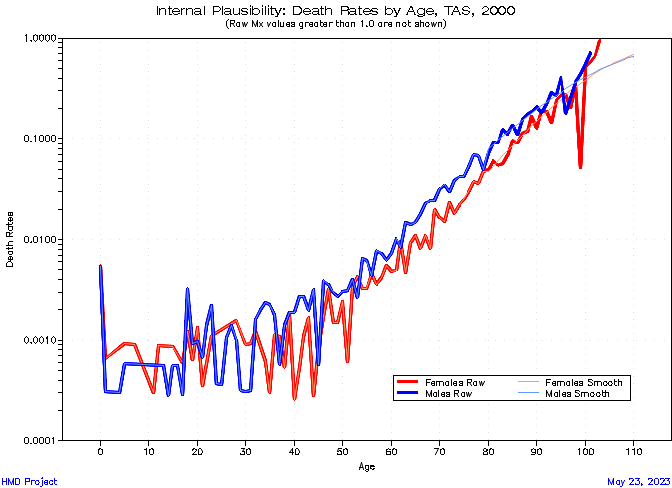 Internal Plausibility: Death Rates by Age, TAS, 2000
(Raw Mx values greater than 1.0 are not shown)
1.0000
0.1000
0.0100
0.0010
0.0001
Death Rates
0 10 20 30 40 50 60 70 80 90 100 110
Age
Females Raw Females Smooth
Males Raw Males Smooth
HMD Project May 23, 2023